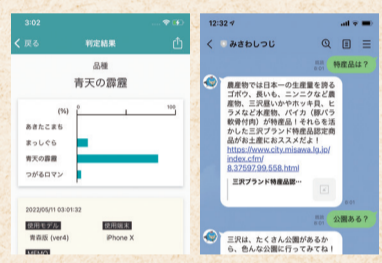 3:02
戻る
判定結果
品種
青天の霹靂
(%)
0
100
あきたこまち
まっしぐら
青天の霹靂
つがるロマン
2022/05/11 03:01:32
使用モデル
使用端末
青森版 (ver4)
iPhone X
12:32
みさわしつじ
特産品は?
農産物では日本一の生産量を誇る
ゴボウ、長いも、ニンニクなど農
産物、三沢昼いかやホッキ貝、ヒ
ラメなど水産物、パイカ(豚バラ
軟骨肉)が特産品!それらを活
かした三沢ブランド特産品認定商
品がお土産におススメだよ!
https://www.city.misawa.lg.jp/
index.cfm/
8,37597,99,558.html
三沢ブランド特産品認…
公園ある?
三沢は、たくさん公園があるか
ら、色んな公園に行ってみてね!